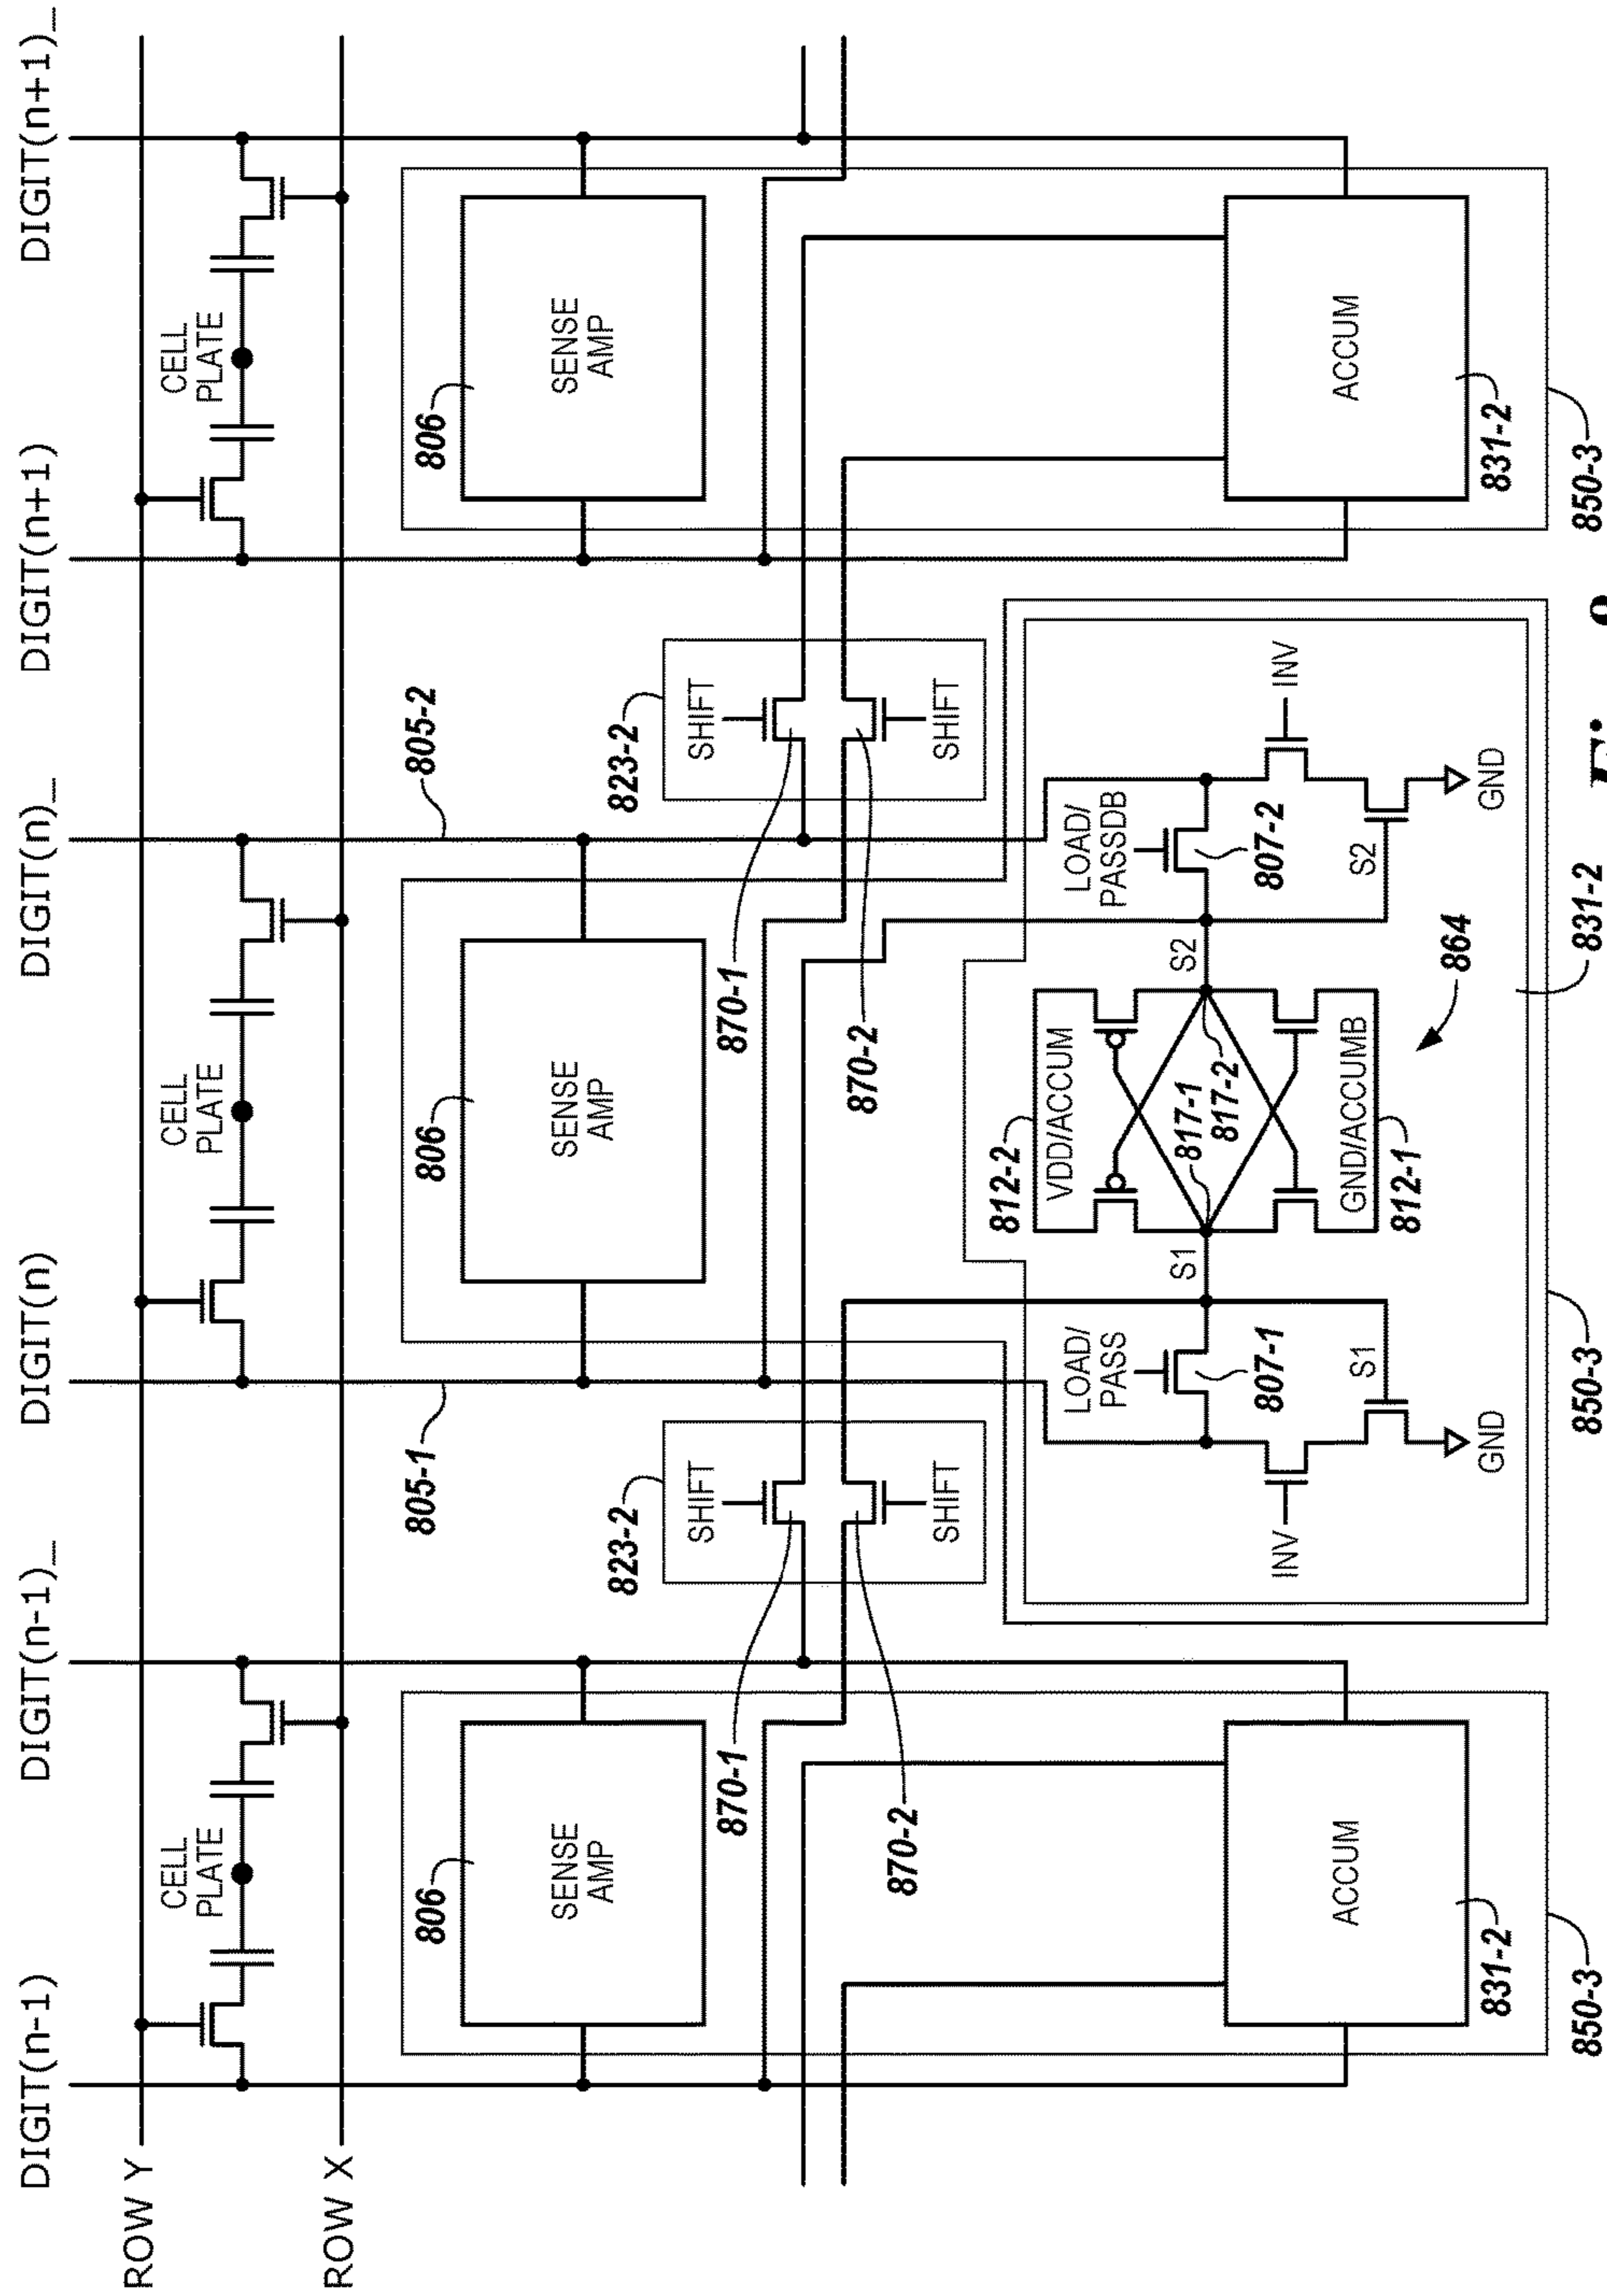 DIGIT(n-1)
DIGIT(n-1)_
DIGIT(n)
DIGIT(n)_
DIGIT(n+1)
DIGIT(n+1)_
ROW Y
CELL
PLATE
CELL
PLATE
CELL
PLATE
ROW X
806
805-1
806
805-2
806
SENSE
AMP
SENSE
AMP
SENSE
AMP
823-2
823-2
SHIFT
SHIFT
870-1
870-1
870-2
870-2
SHIFT
SHIFT
812-2
VDD/ACCUM
LOAD/
PASS
LOAD/
PASSDB
S1
817-1
817-2
S2
807-1
807-2
INV
INV
ACCUM
S1
GND/ACCUMB
S2
ACCUM
812-1
864
GND
GND
831-2
831-2
850-3
850-3
831-2
850-3